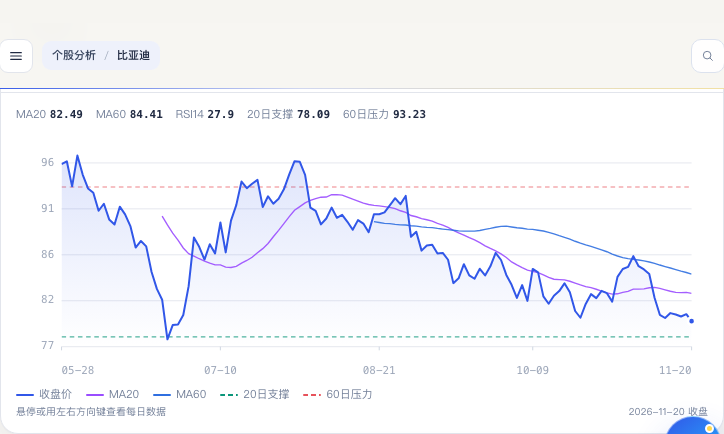 个股分析 / 比亚迪
MA20 82.49 MA60 84.41 RSI14 27.9 20日支撑 78.09 60日压力 93.23
96
91
86
82
77
05-28 07-10 08-21 10-09 11-20
收盘价 MA20 MA60 20日支撑 60日压力
悬停或用左右方向键查看每日数据 2026-11-20 收盘